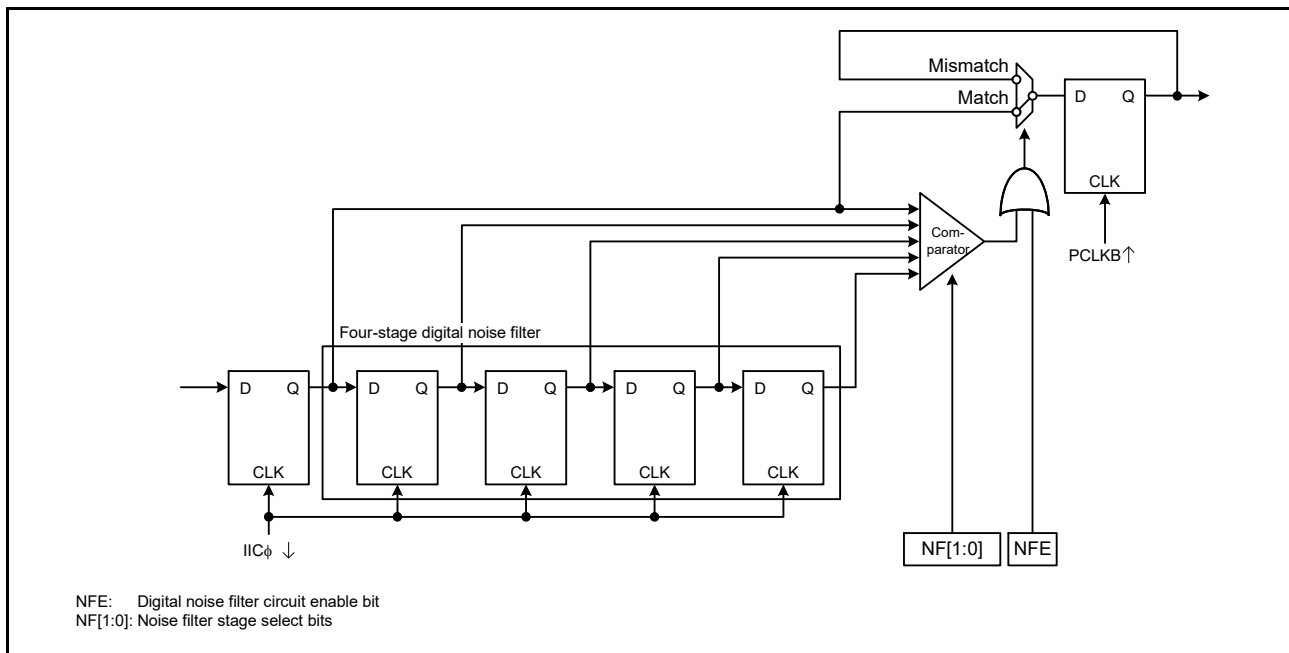 Mismatch
Match
D Q
CLK
PCLKB↑
Com-
parator
Four-stage digital noise filter
D Q D Q D Q D Q D Q
CLK CLK CLK CLK CLK
IICϕ ↓
NF[1:0] NFE
NFE: Digital noise filter circuit enable bit
NF[1:0]: Noise filter stage select bits